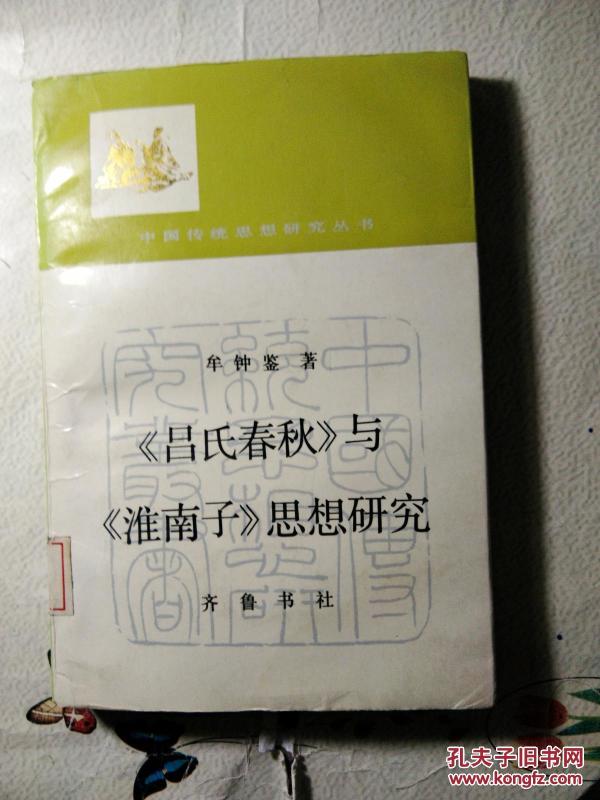 中国传统思想研究丛书
牟钟鉴 著
《吕氏春秋》与
《淮南子》思想研究
齐鲁书社
孔夫子旧书网
www.kongfz.com